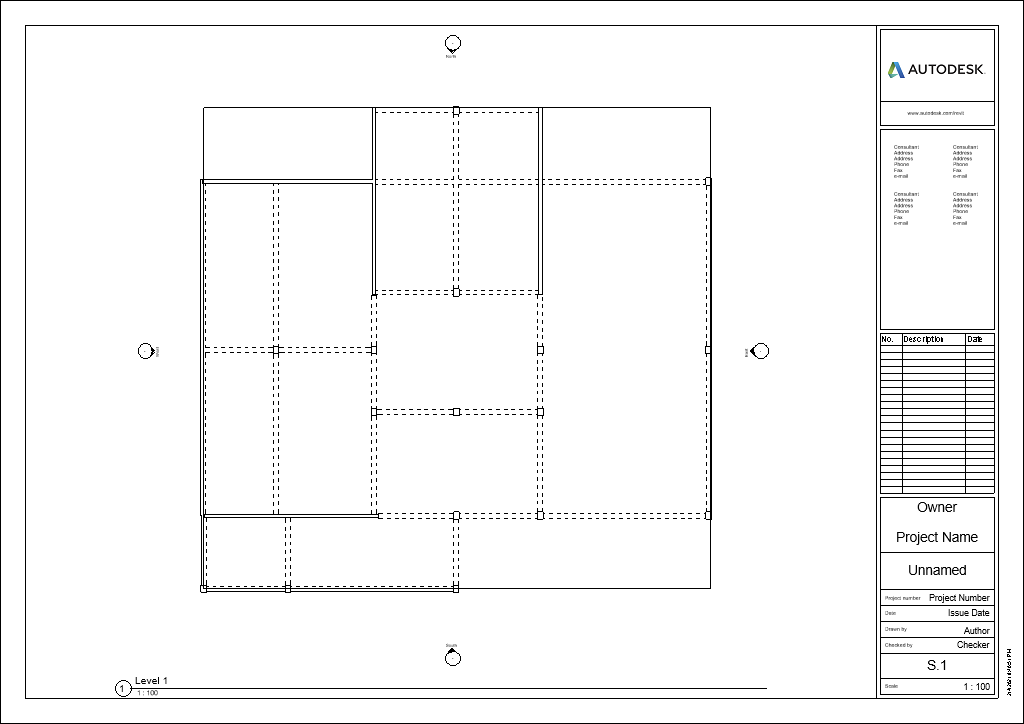 North
AUTODESK.
www.autodesk.com/revit
Consultant
Address
Address
Phone
Fax
e-mail
Consultant
Address
Address
Phone
Fax
e-mail
Consultant
Address
Address
Phone
Fax
e-mail
Consultant
Address
Address
Phone
Fax
e-mail
No. Description Date
East
South
Owner
Project Name
Unnamed
Project number Project Number
Date Issue Date
Drawn by Author
Checked by Checker
S.1
Scale 1 : 100
1
Level 1
1 : 100